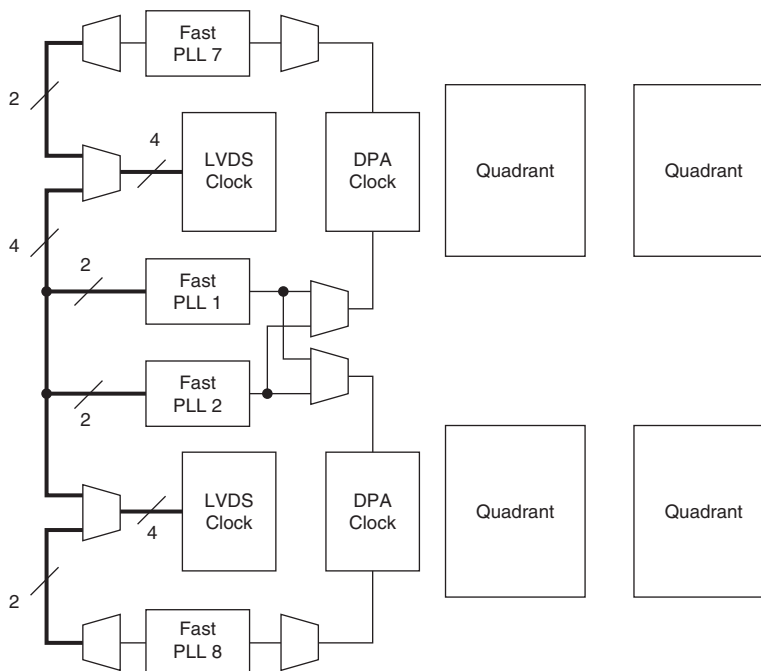 Fast
PLL 7
2
4
LVDS
Clock
DPA
Clock
Quadrant
Quadrant
4
2
Fast
PLL 1
Fast
PLL 2
2
LVDS
Clock
DPA
Clock
Quadrant
Quadrant
4
2
Fast
PLL 8